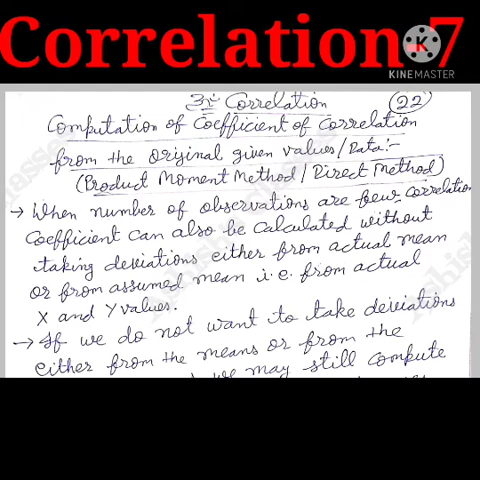 Correlation-7
KINEMASTER
Correlation
22
Computation of Coefficient of Correlation
from the original given values/Data:-
(Product Moment Method / Direct Method)
→ When number of observations are few, correlation
Coefficient can also be calculated without
taking deviations either from actual mean
or from assumed mean i.e. from actual
X and Y values.
→ If we do not want to take deviations
either from the means or from the
we may still compute